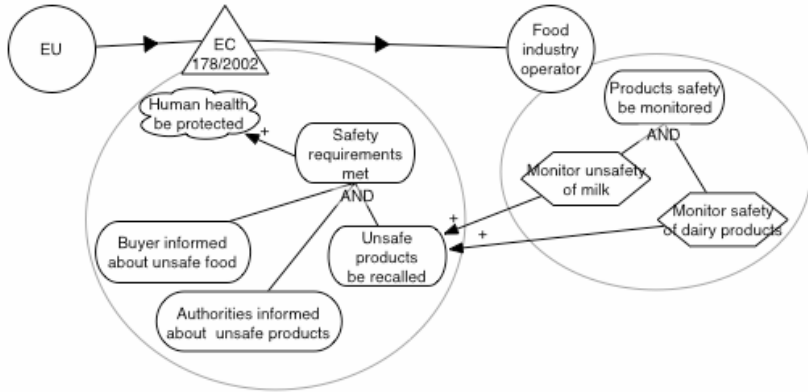 EU
EC
178/2002
Food
industry
operator
Human health
be protected
+
Safety
requirements
met
AND
Buyer informed
about unsafe food
Authorities informed
about unsafe products
Unsafe
products
be recalled
+
+
Products safety
be monitored
AND
Monitor unsafety
of milk
Monitor safety
of dairy products